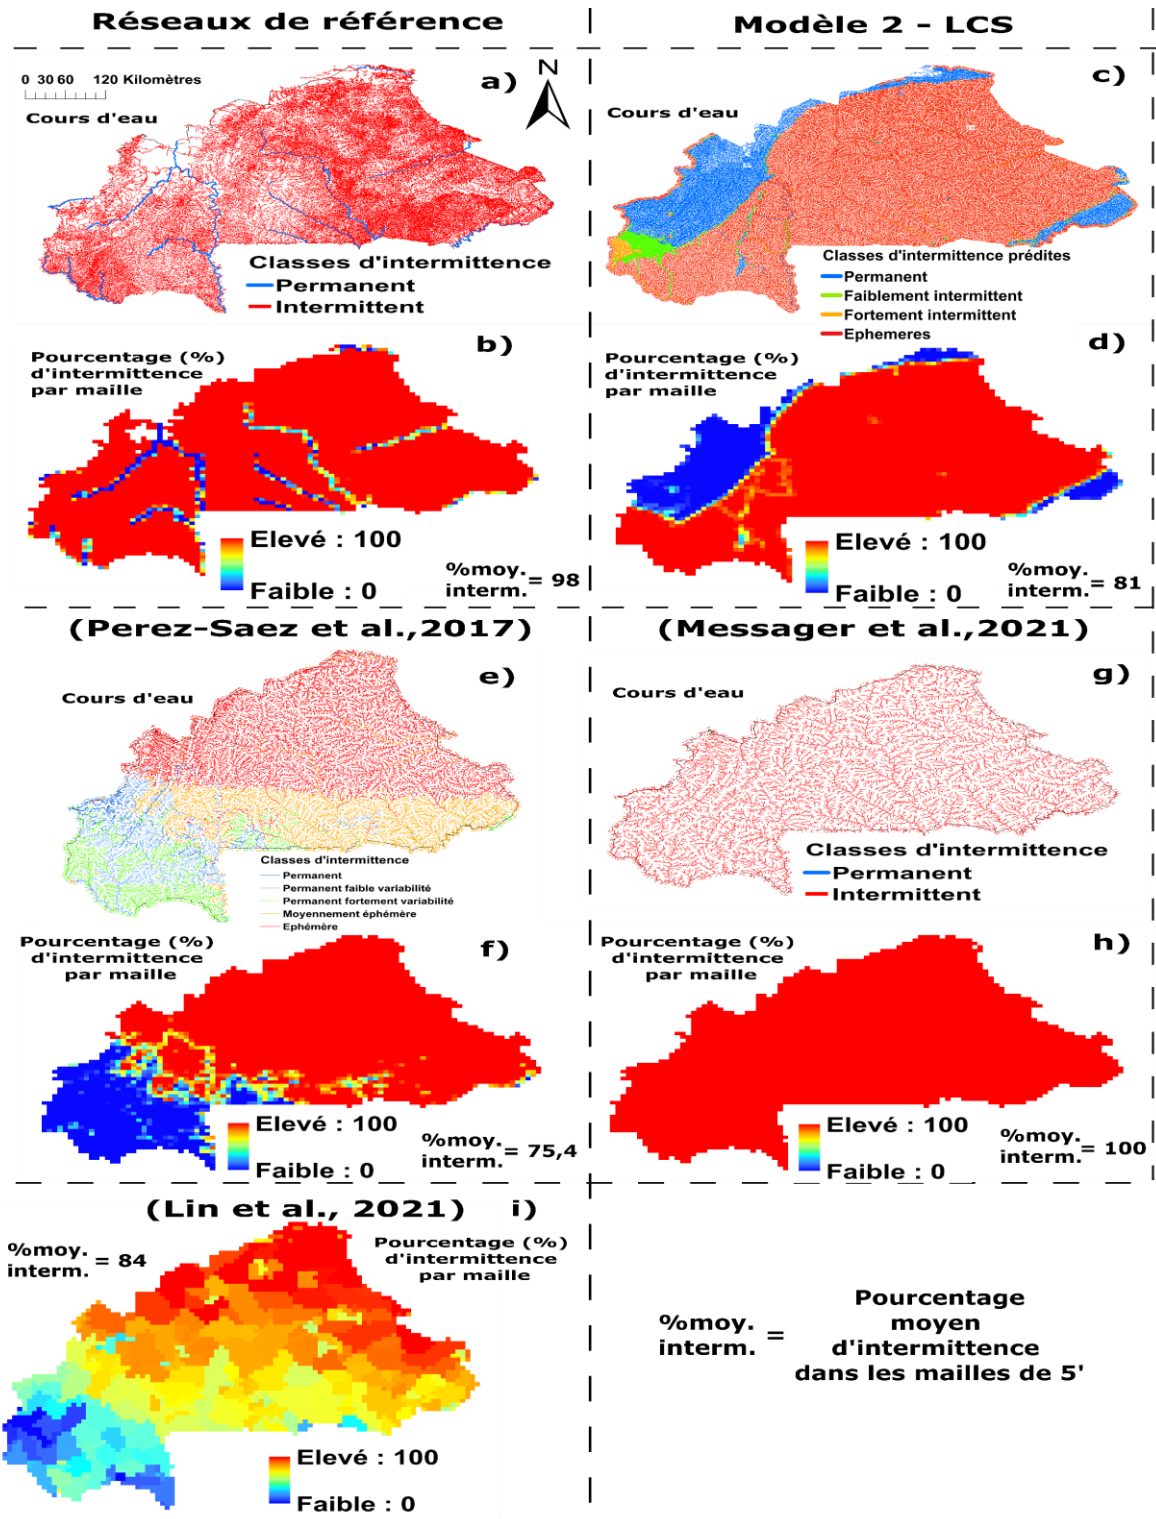 Réseaux de référence
Modèle 2 - LCS
0 30 60 120 Kilomètres
Cours d'eau
a)
N
Classes d'intermittence
Permanent
Intermittent
c)
Cours d'eau
Classes d'intermittence prédites
Permanent
Faiblement intermittent
Fortement intermittent
Ephemeres
Pourcentage (%)
d'intermittence
par maille
b)
Elevé : 100
Faible : 0
%moy.
interm. = 98
Pourcentage (%)
d'intermittence
par maille
d)
Elevé : 100
Faible : 0
%moy.
interm. = 81
(Perez-Saez et al.,2017)
(Messager et al.,2021)
e)
Cours d'eau
Classes d'intermittence
Permanent
Permanent faible variabilité
Permanent fortement variabilité
Moyennement éphémère
Ephémère
g)
Cours d'eau
Classes d'intermittence
Permanent
Intermittent
Pourcentage (%)
d'intermittence
par maille
f)
Elevé : 100
Faible : 0
%moy.
interm. = 75,4
Pourcentage (%)
d'intermittence
par maille
h)
Elevé : 100
Faible : 0
%moy.
interm. = 100
(Lin et al., 2021) i)
%moy.
interm. = 84
Pourcentage (%)
d'intermittence
par maille
Elevé : 100
Faible : 0
%moy.
interm. =
Pourcentage
moyen
d'intermittence
dans les mailles de 5'